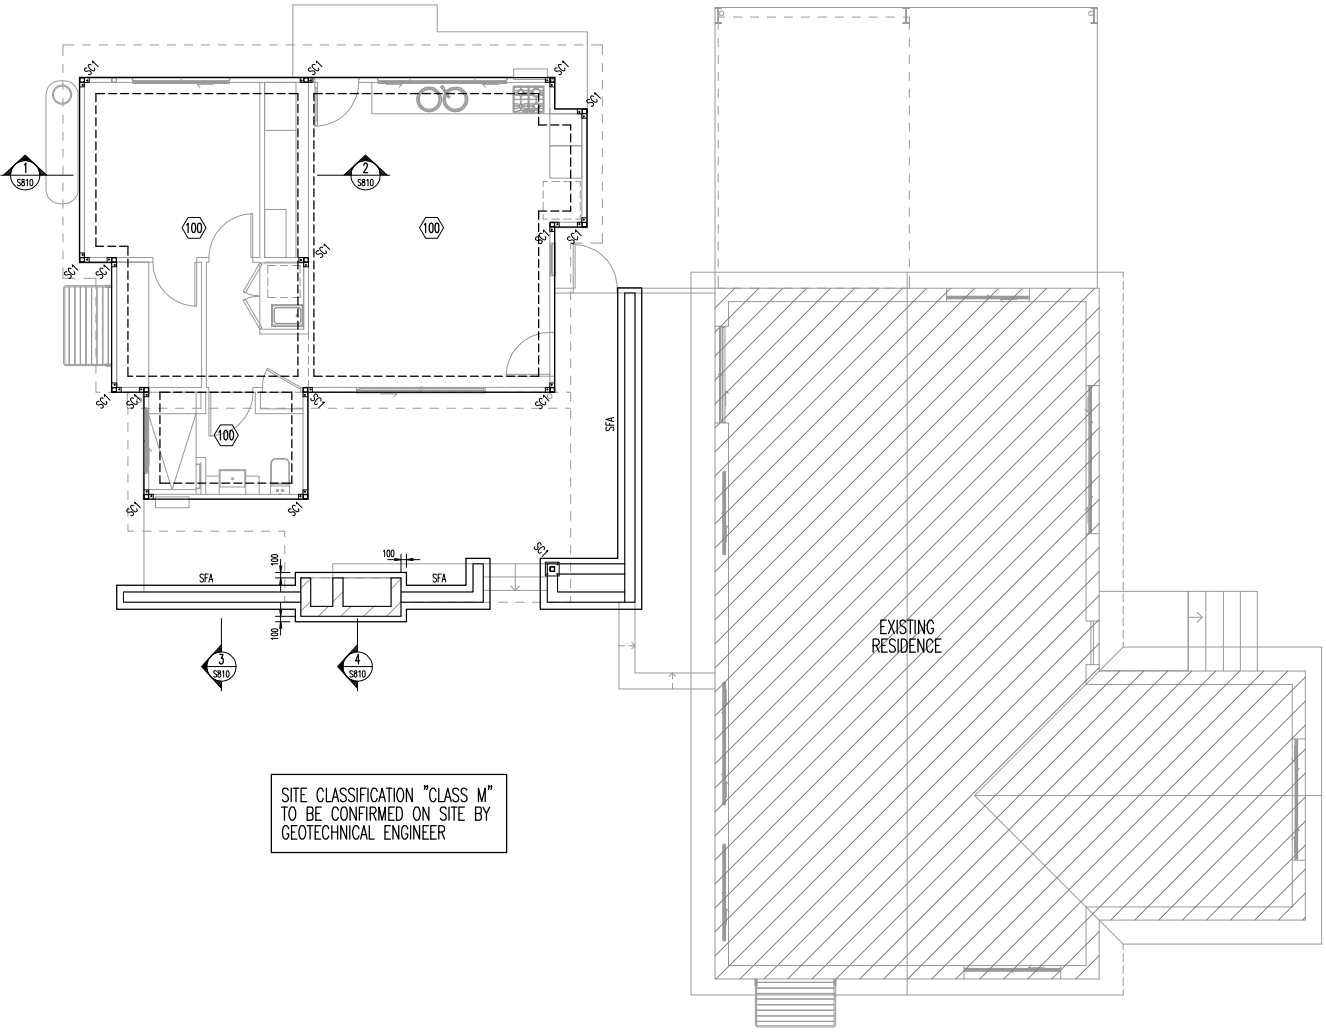 SC1
SC1
SC1
SC1
1
S810
2
S810
100
100
SC1
SC1
SC1
SC1
SC1
SC1
SC1
SC1
SC1
SFA
100
SC1
SC1
100
100
SC1
SFA
SFA
100
3
S810
4
S810
EXISTING
RESIDENCE
SITE CLASSIFICATION "CLASS M"
TO BE CONFIRMED ON SITE BY
GEOTECHNICAL ENGINEER